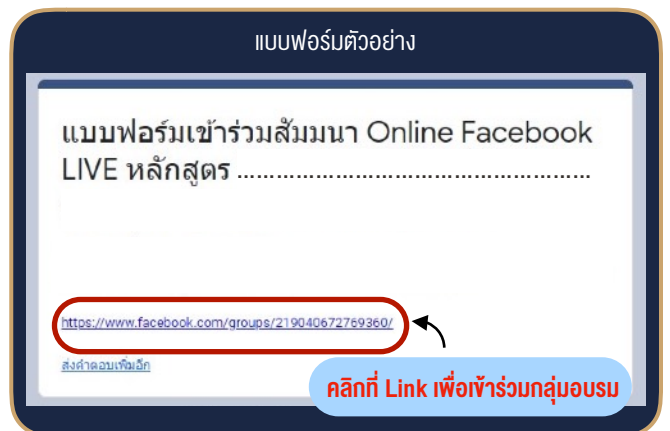 แบบฟอร์มตัวอย่าง
แบบฟอร์มเข้าร่วมสัมมนา Online Facebook
LIVE หลักสูตร ......................................................
https://www.facebook.com/groups/219040672769360/
ส่งคำตอบเพิ่มอีก
คลิกที่ Link เพื่อเข้าร่วมกลุ่มอบรม